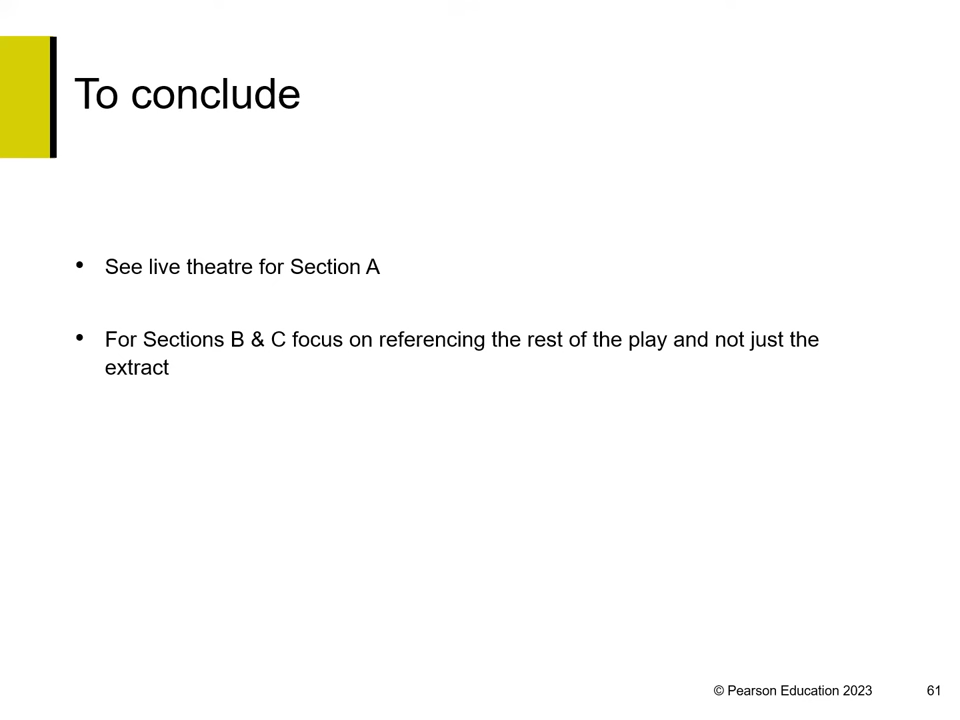 To conclude
• See live theatre for Section A
• For Sections B & C focus on referencing the rest of the play and not just the
extract
© Pearson Education 2023 61